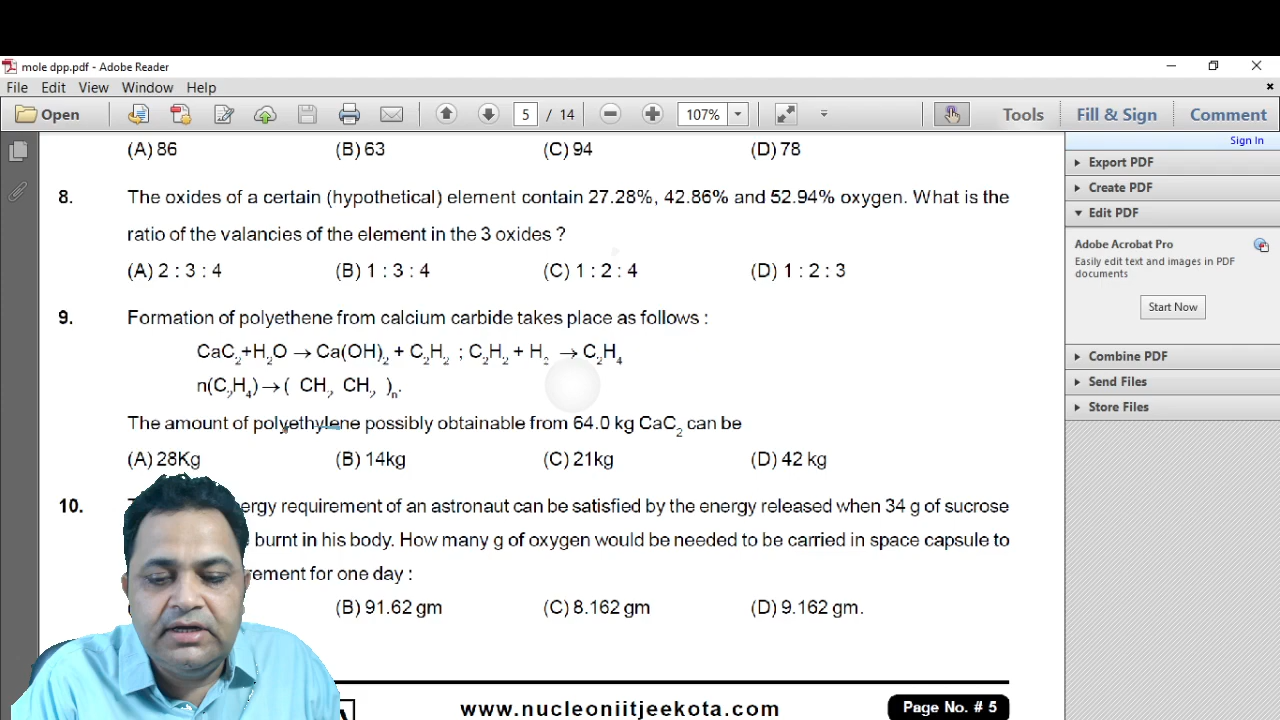 mole dpp.pdf - Adobe Reader
File Edit View Window Help
Open 5 / 14 107% Tools Fill & Sign Comment
Sign In
(A) 86 (B) 63 (C) 94 (D) 78
8. The oxides of a certain (hypothetical) element contain 27.28%, 42.86% and 52.94% oxygen. What is the
ratio of the valancies of the element in the 3 oxides ?
(A) 2 : 3 : 4 (B) 1 : 3 : 4 (C) 1 : 2 : 4 (D) 1 : 2 : 3
9. Formation of polyethene from calcium carbide takes place as follows :
CaC2+H2O → Ca(OH)2 + C2H2 ; C2H2 + H2 → C2H4
n(C2H4) → ( CH2 CH2 )n.
The amount of polyethylene possibly obtainable from 64.0 kg CaC2 can be
(A) 28Kg (B) 14kg (C) 21kg (D) 42 kg
10. energy requirement of an astronaut can be satisfied by the energy released when 34 g of sucrose
burnt in his body. How many g of oxygen would be needed to be carried in space capsule to
for one day :
(B) 91.62 gm (C) 8.162 gm (D) 9.162 gm.
www.nucleoniitjeekota.com Page No. # 5
Export PDF
Create PDF
Edit PDF
Adobe Acrobat Pro
Easily edit text and images in PDF
documents
Start Now
Combine PDF
Send Files
Store Files